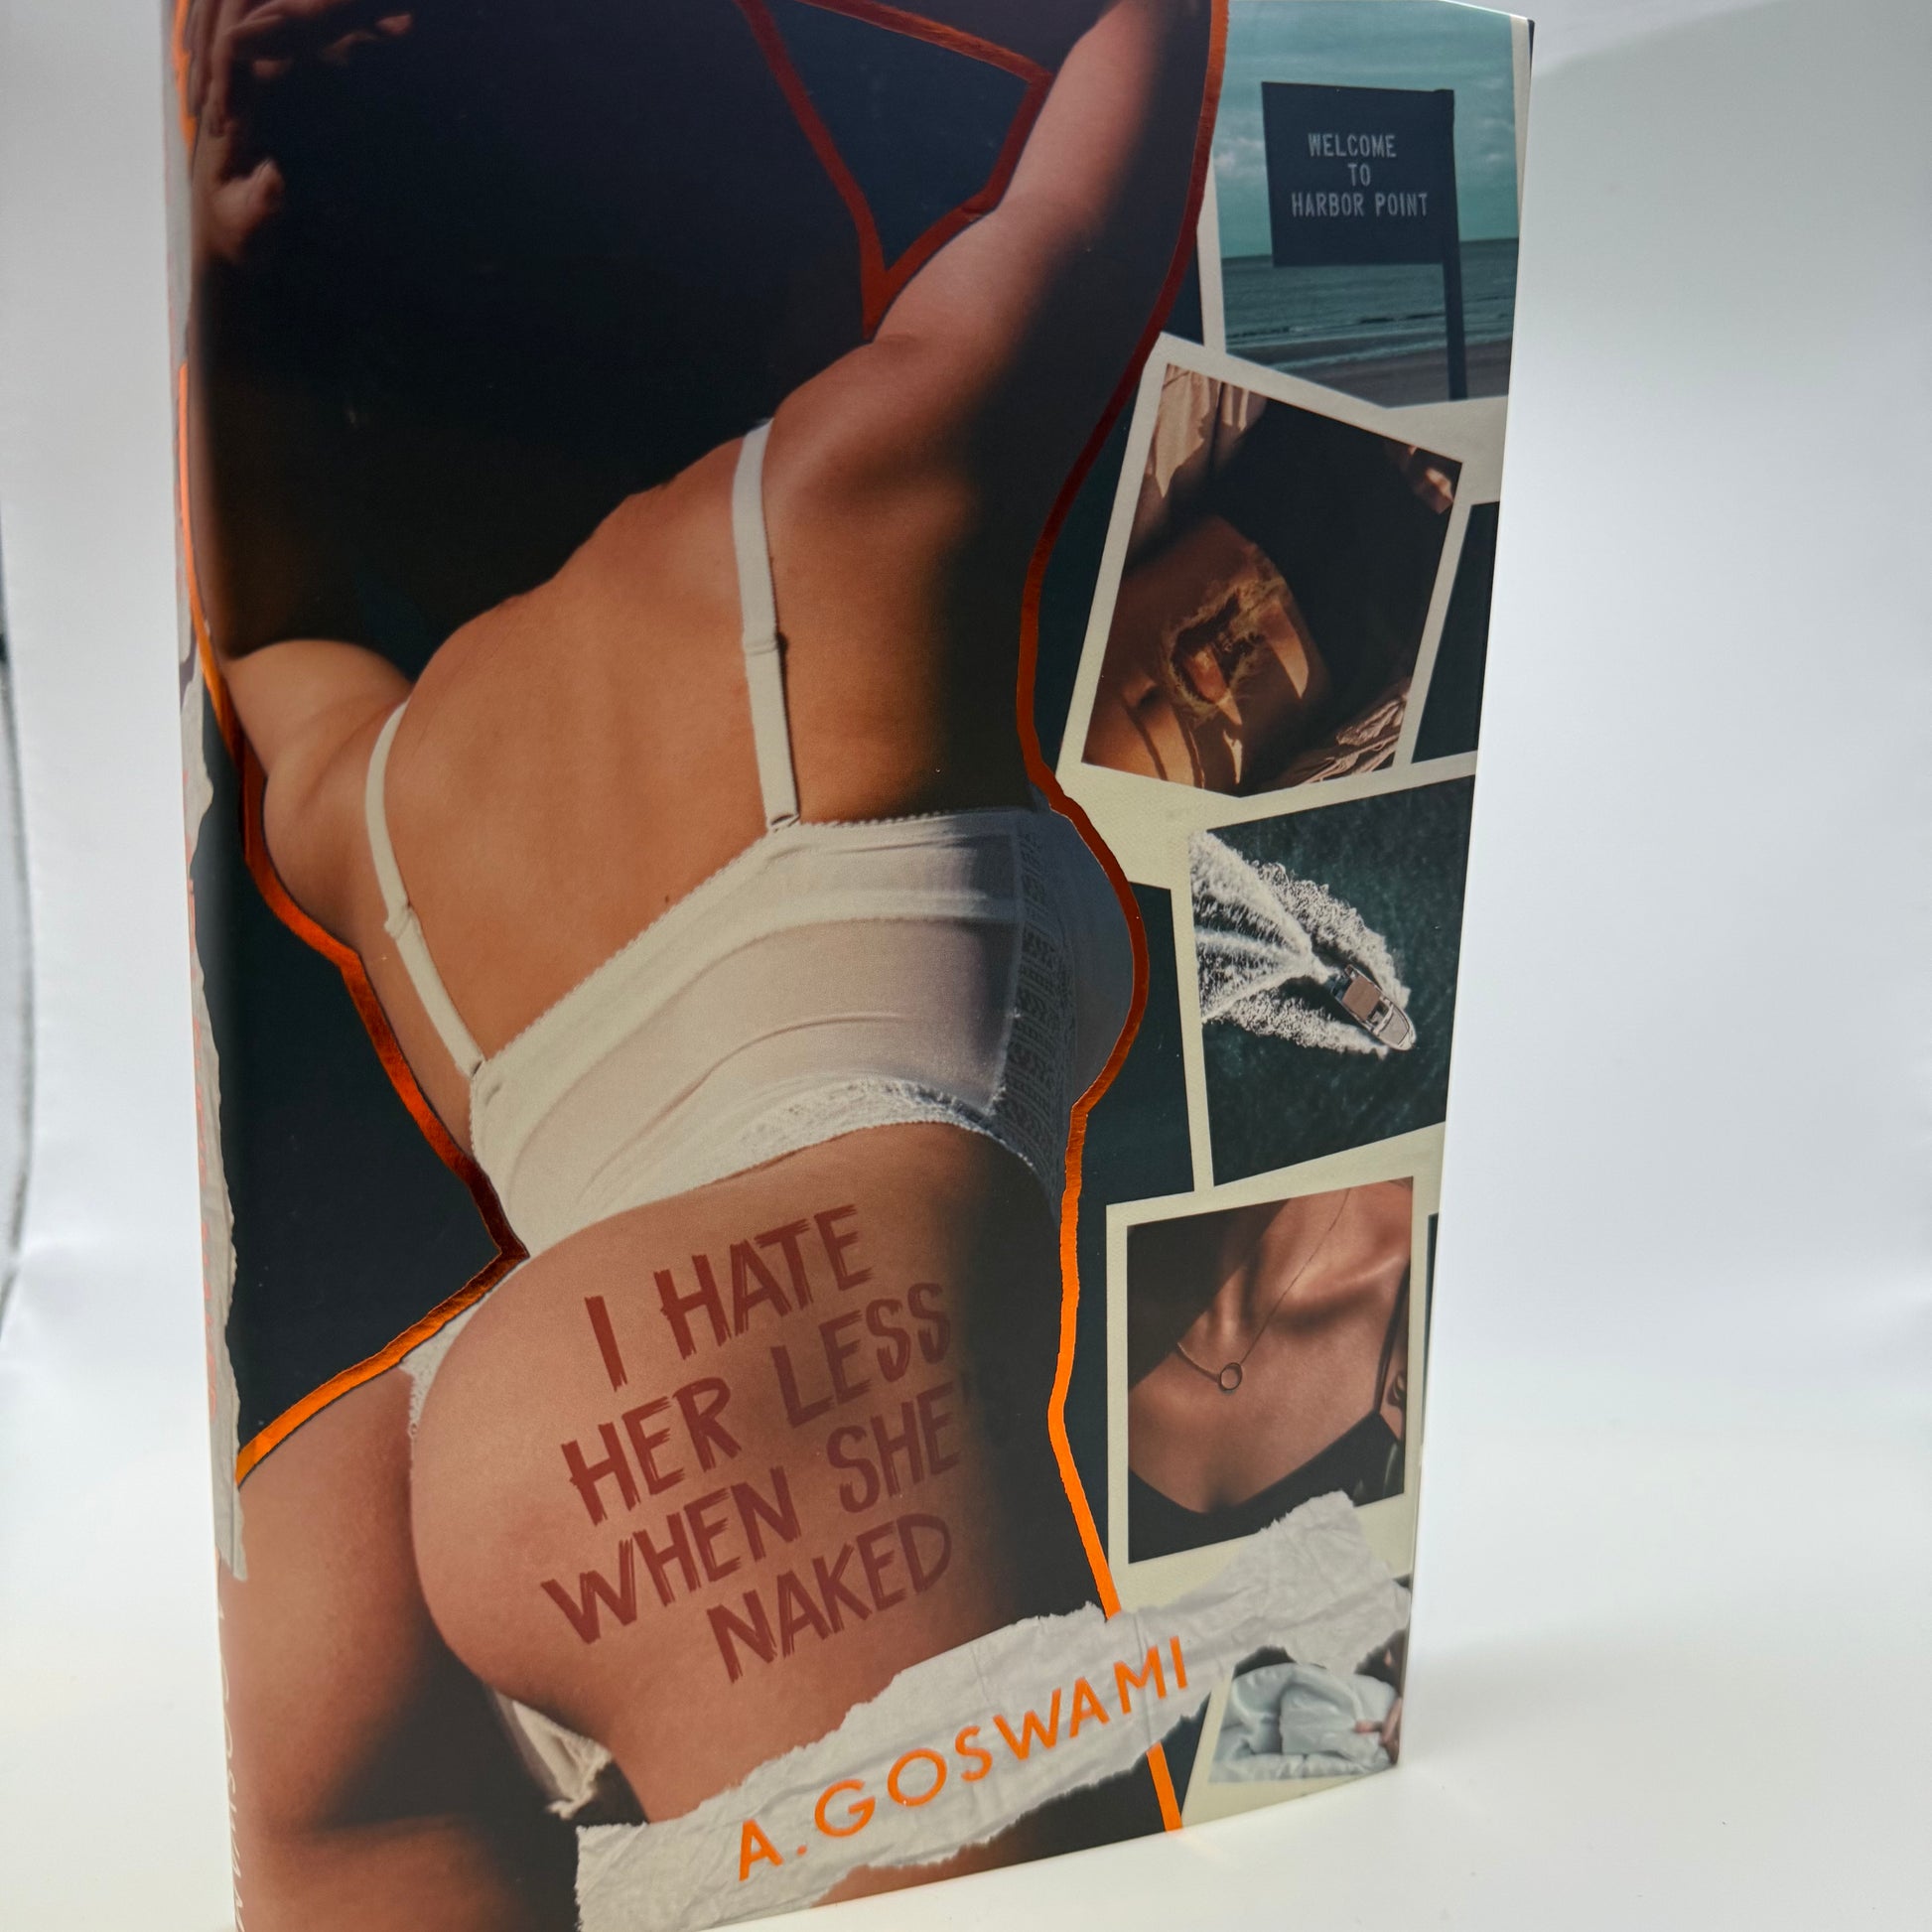 WELCOME
TO
HARBOR POINT
I HATE
HER LESS
WHEN SHE
NAKED
A.GOSWAMI